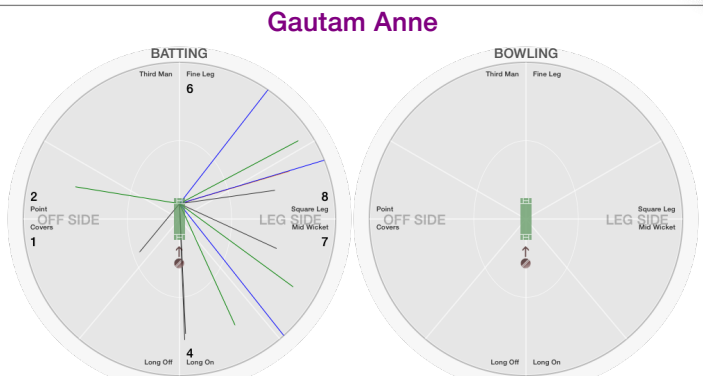 Gautam Anne
BATTING
Third Man Fine Leg
6
2
Point
OFF SIDE
Covers
1
8
Square Leg
LEG SIDE
Mid Wicket
7
4
Long Off Long On
BOWLING
Third Man Fine Leg
Point
OFF SIDE
Covers
Square Leg
LEG SIDE
Mid Wicket
Long Off Long On